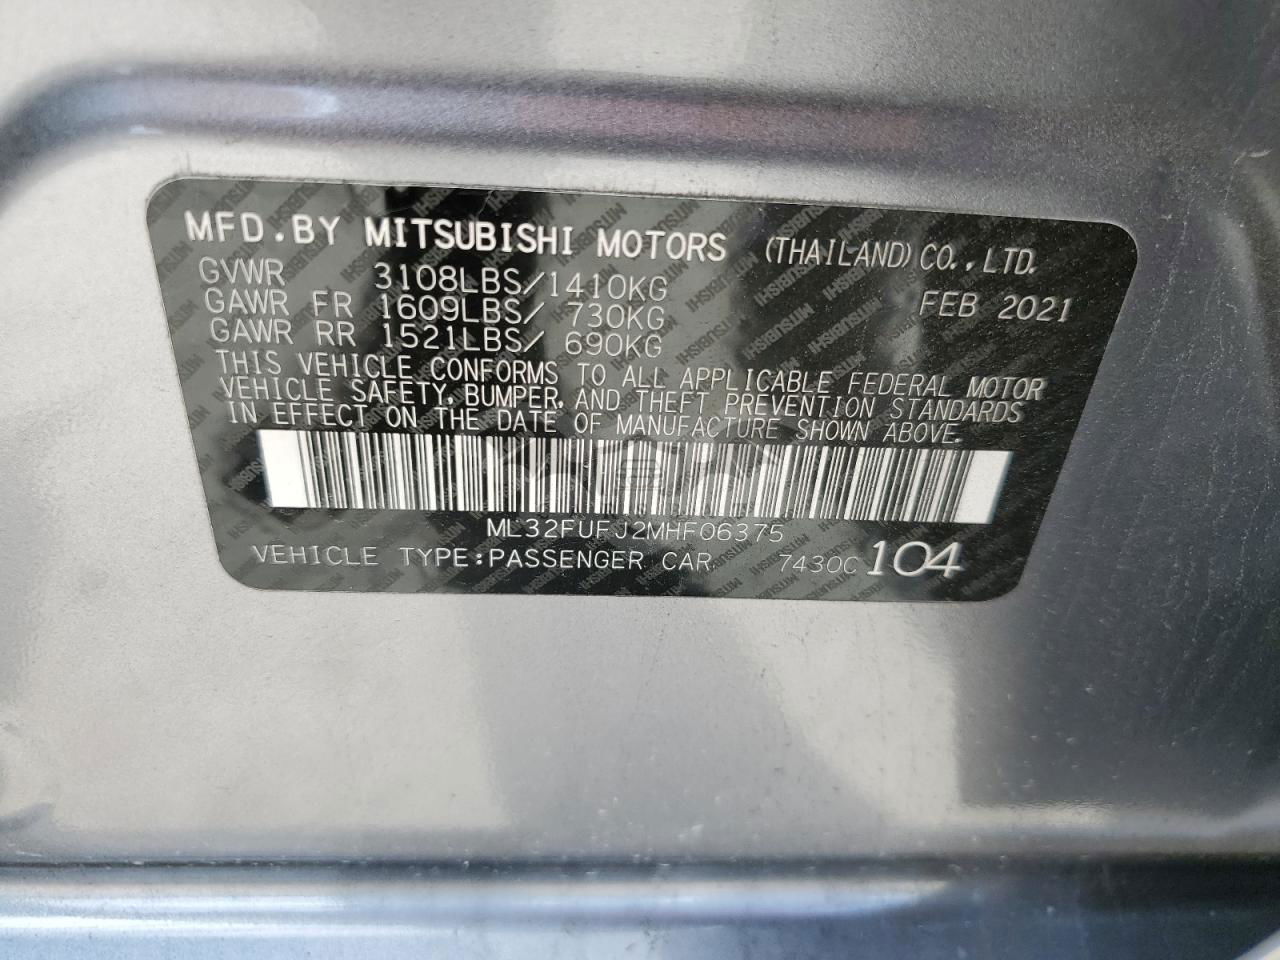 MFD.BY MITSUBISHI MOTORS (THAILAND) CO.,LTD.
GVWR 3108LBS/1410KG FEB 2021
GAWR FR 1609LBS/ 730KG
GAWR RR 1521LBS/ 690KG
THIS VEHICLE CONFORMS TO ALL APPLICABLE FEDERAL MOTOR
VEHICLE SAFETY, BUMPER, AND THEFT PREVENTION STANDARDS
IN EFFECT ON THE DATE OF MANUFACTURE SHOWN ABOVE.
ML32FUFJ2MHF06375
VEHICLE TYPE:PASSENGER CAR 7430C 104